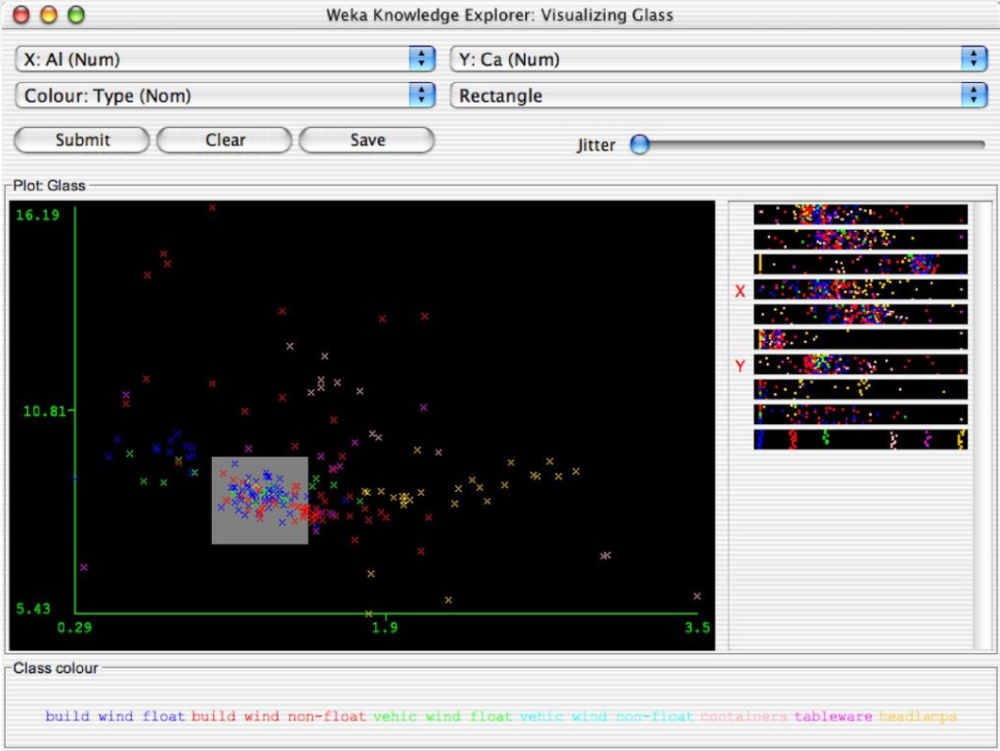 Weka Knowledge Explorer: Visualizing Glass
X: Al (Num) Y: Ca (Num)
Colour: Type (Nom) Rectangle
Submit Clear Save Jitter
Plot: Glass
16.19
X
Y
10.81
5.43
0.29 1.9 3.5
Class colour
build wind float build wind non-float vehic wind float vehic wind non-float containers tableware headlamps